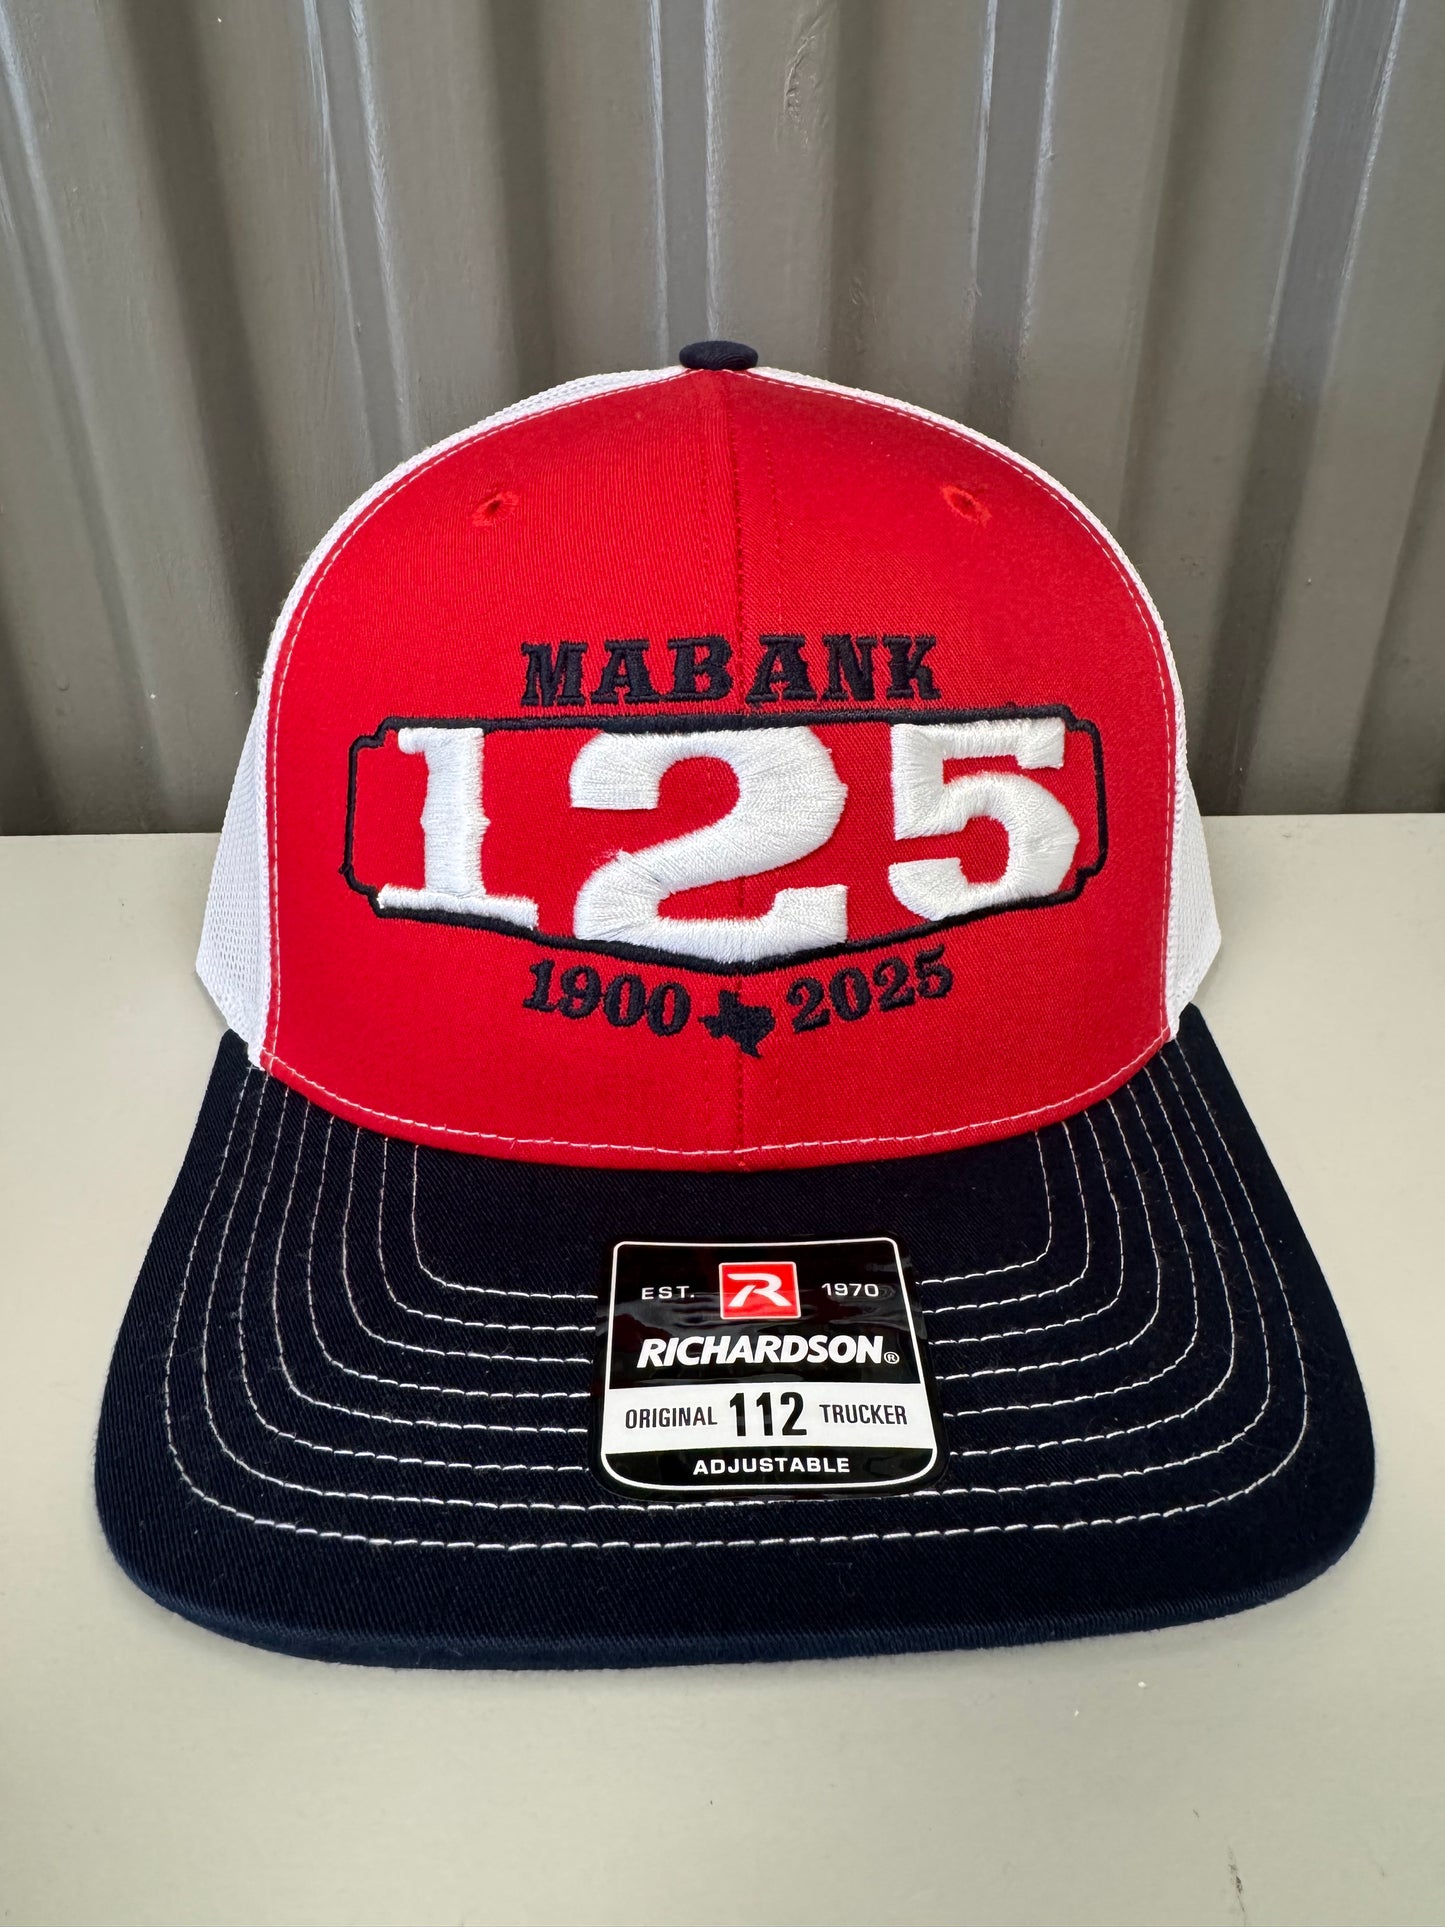 MABANK
125
1900 2025
EST. R 1970
RICHARDSON®
ORIGINAL 112 TRUCKER
ADJUSTABLE